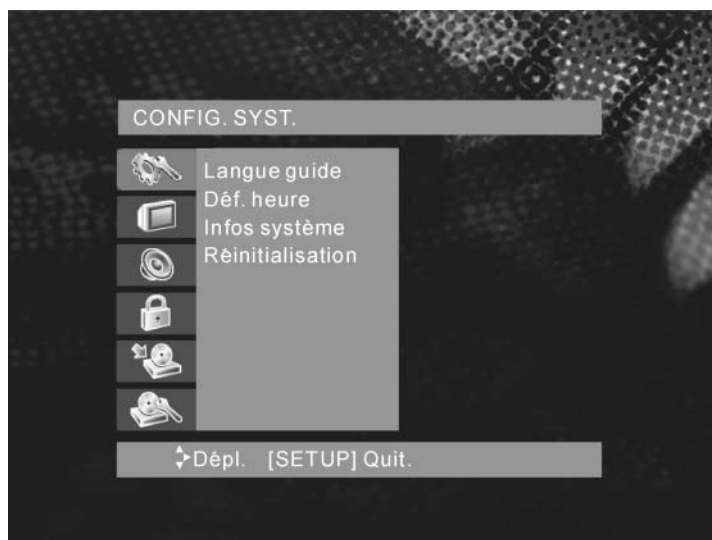 CONFIG. SYST.
Langue guide
Déf. heure
Infos système
Réinitialisation
Dépl. [SETUP] Quit.